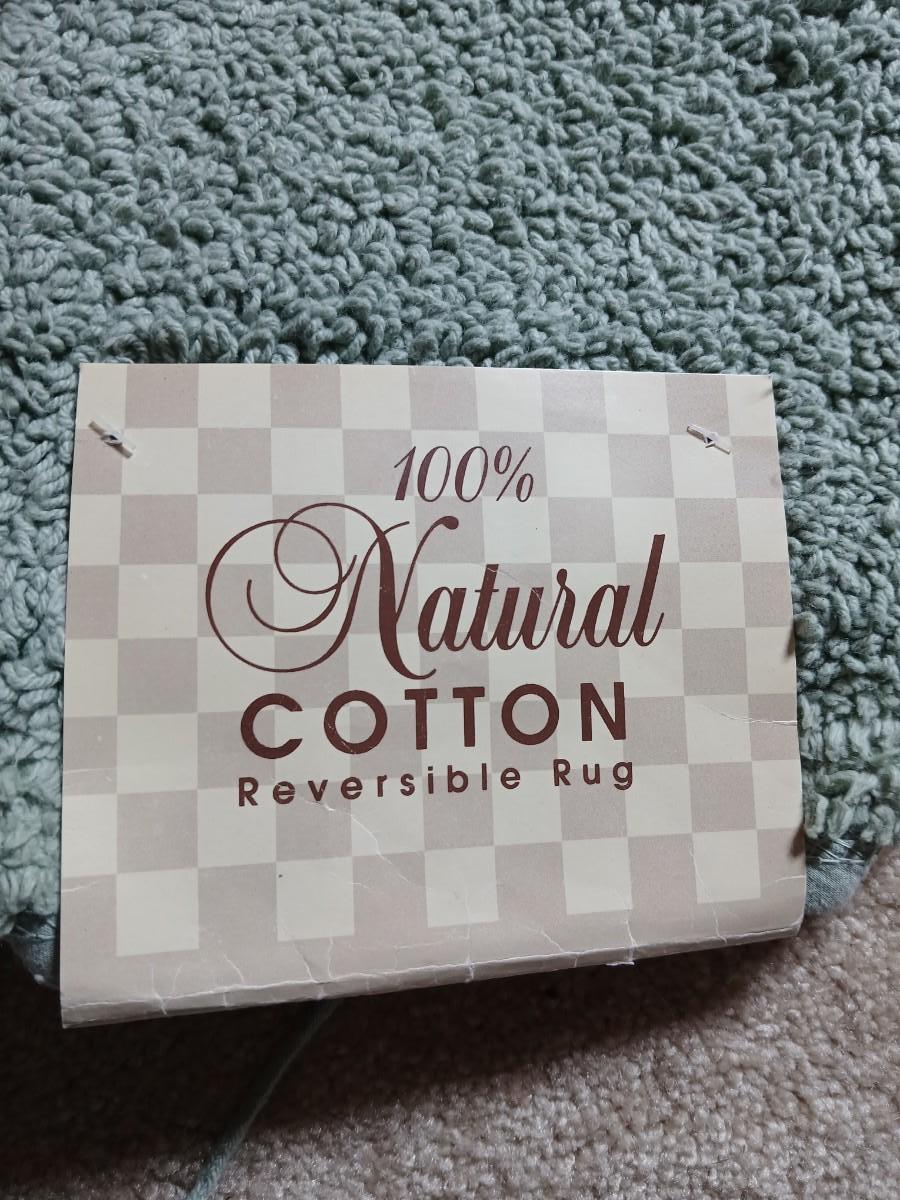 100%
Natural
COTTON
Reversible Rug